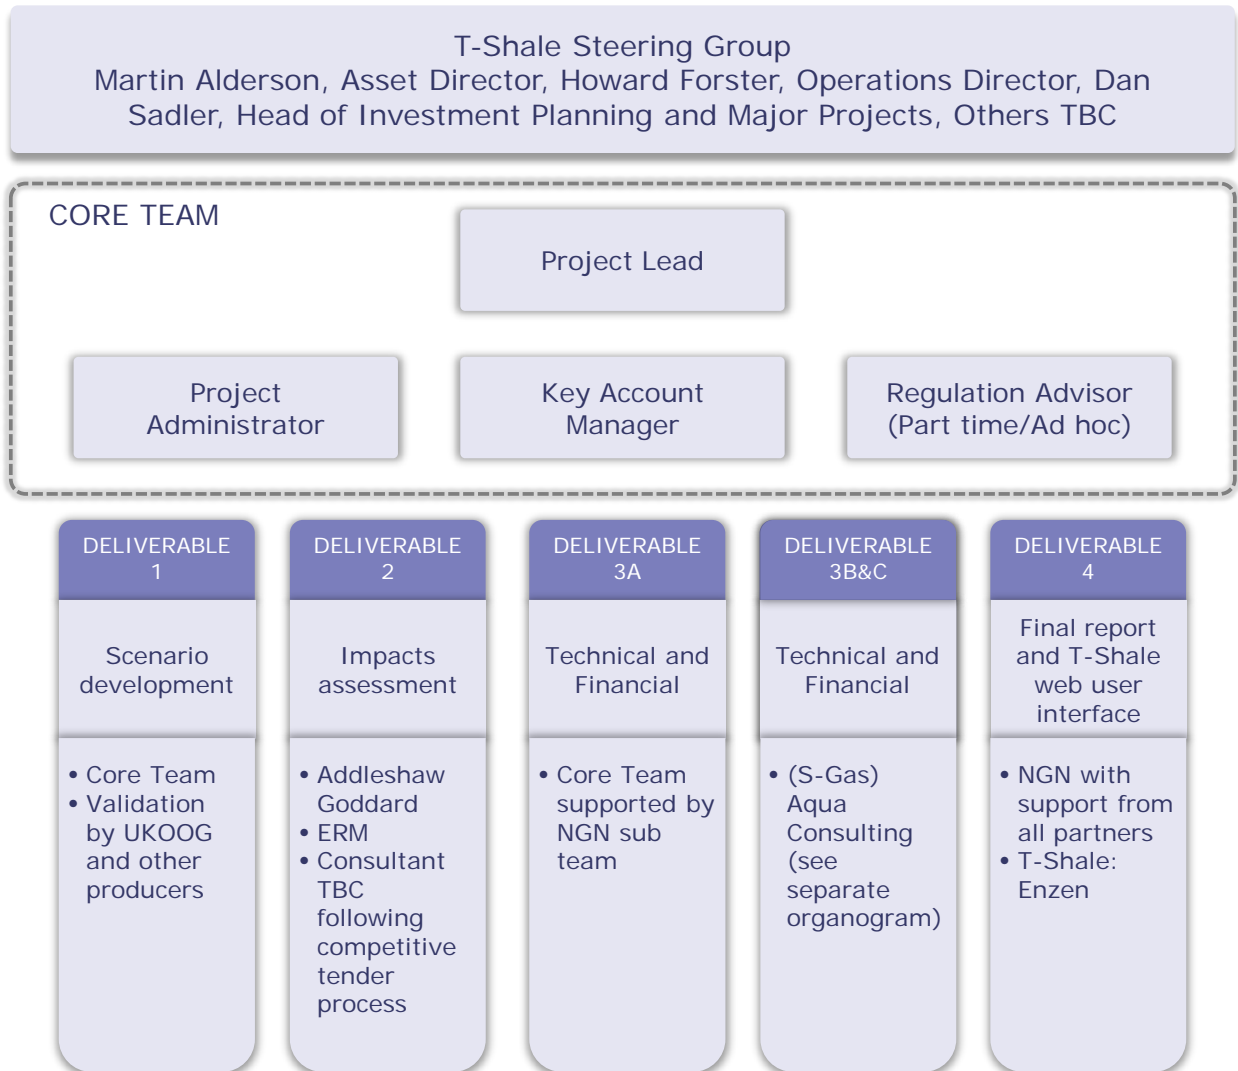 T-Shale Steering Group
Martin Alderson, Asset Director, Howard Forster, Operations Director, Dan
Sadler, Head of Investment Planning and Major Projects, Others TBC
CORE TEAM
Project Lead
Project
Administrator
Key Account
Manager
Regulation Advisor
(Part time/Ad hoc)
DELIVERABLE
1
Scenario
development
• Core Team
• Validation
by UKOOG
and other
producers
DELIVERABLE
2
Impacts
assessment
• Addleshaw
Goddard
• ERM
• Consultant
TBC
following
competitive
tender
process
DELIVERABLE
3A
Technical and
Financial
• Core Team
supported by
NGN sub
team
DELIVERABLE
3B&C
Technical and
Financial
• (S-Gas)
Aqua
Consulting
(see
separate
organogram)
DELIVERABLE
4
Final report
and T-Shale
web user
interface
• NGN with
support from
all partners
• T-Shale:
Enzen